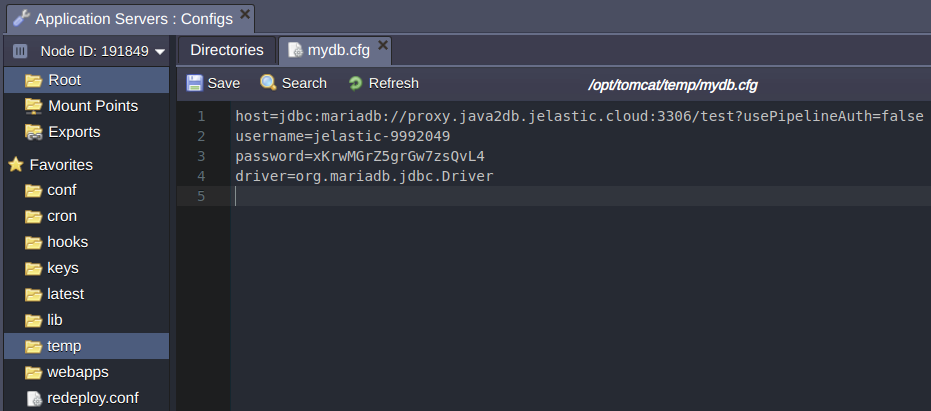 Application Servers : Configs
Node ID: 191849
Directories
mydb.cfg
Root
Mount Points
Exports
Favorites
conf
cron
hooks
keys
latest
lib
temp
webapps
redeploy.conf
Save
Search
Refresh
/opt/tomcat/temp/mydb.cfg
1 host=jdbc:mariadb://proxy.java2db.jelastic.cloud:3306/test?usePipelineAuth=false
2 username=jelastic-9992049
3 password=xKrwMGrZ5grGw7zsQvL4
4 driver=org.mariadb.jdbc.Driver
5